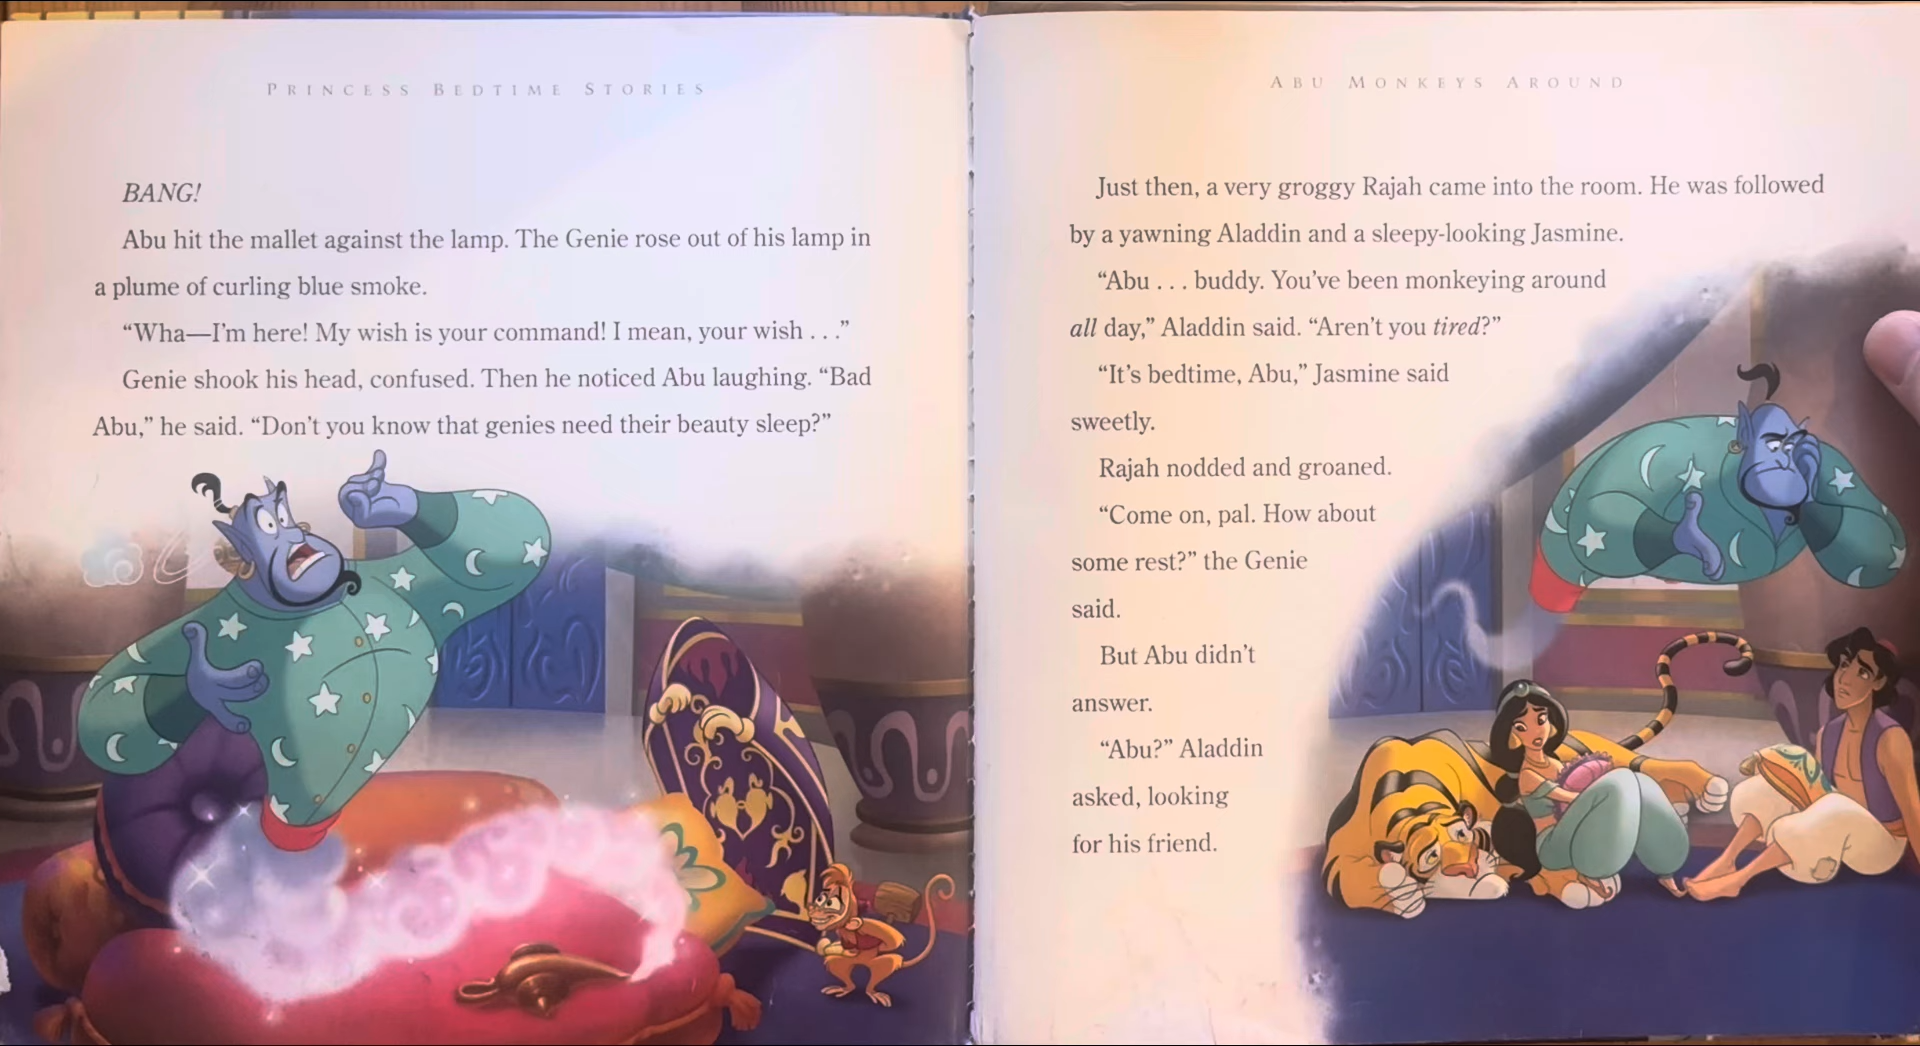 PRINCESS BEDTIME STORIES
BANG!
Abu hit the mallet against the lamp. The Genie rose out of his lamp in
a plume of curling blue smoke.
“Wha—I’m here! My wish is your command! I mean, your wish . . .”
Genie shook his head, confused. Then he noticed Abu laughing. “Bad
Abu,” he said. “Don’t you know that genies need their beauty sleep?”
ABU MONKEYS AROUND
Just then, a very groggy Rajah came into the room. He was followed
by a yawning Aladdin and a sleepy-looking Jasmine.
“Abu . . . buddy. You’ve been monkeying around
all day,” Aladdin said. “Aren’t you tired?”
“It’s bedtime, Abu,” Jasmine said
sweetly.
Rajah nodded and groaned.
“Come on, pal. How about
some rest?” the Genie
said.
But Abu didn’t
answer.
“Abu?” Aladdin
asked, looking
for his friend.